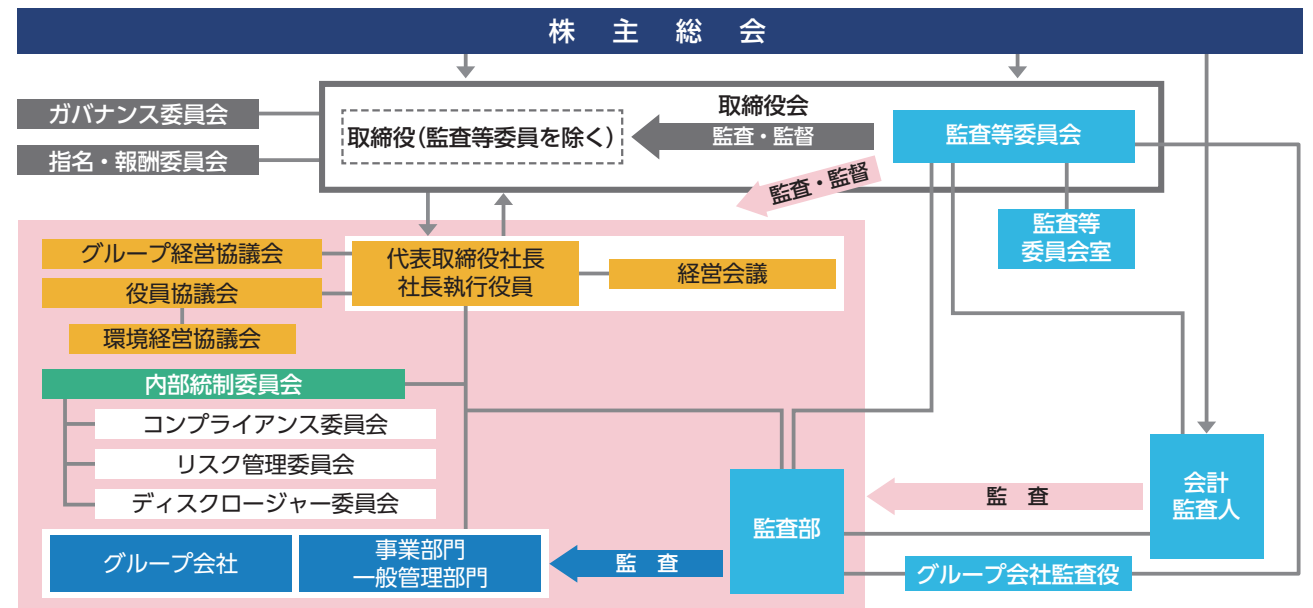 株主総会
ガバナンス委員会
指名・報酬委員会
取締役会
取締役(監査等委員を除く)
監査・監督
監査等委員会
監査・監督
監査等
委員会室
グループ経営協議会
役員協議会
環境経営協議会
代表取締役社長
社長執行役員
経営会議
内部統制委員会
コンプライアンス委員会
リスク管理委員会
ディスクロージャー委員会
グループ会社
事業部門
一般管理部門
監査
監査部
監査
会計
監査人
グループ会社監査役